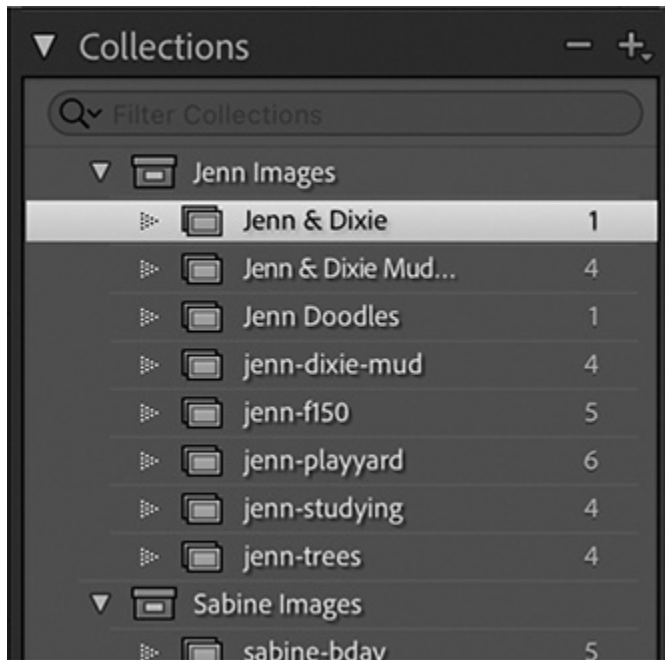 Collections
Filter Collections
Jenn Images
Jenn & Dixie 1
Jenn & Dixie Mud... 4
Jenn Doodles 1
jenn-dixie-mud 4
jenn-f150 5
jenn-playyard 6
jenn-studying 4
jenn-trees 4
Sabine Images
sabine-bday 5